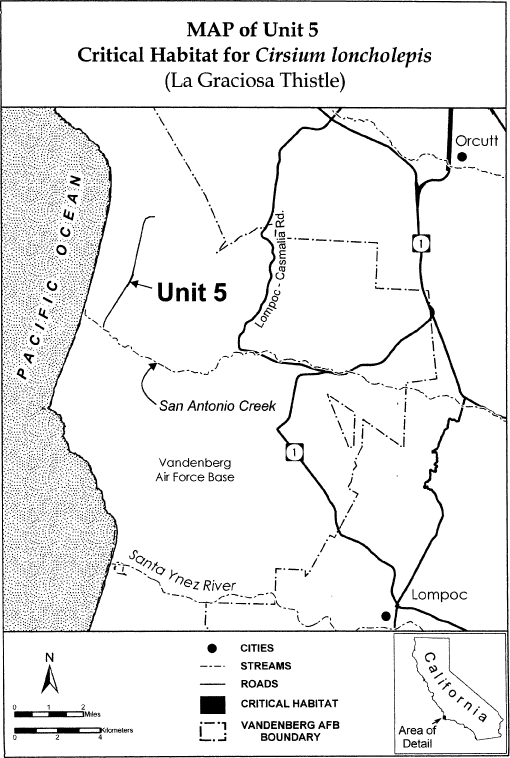 MAP of Unit 5
Critical Habitat for Cirsium loncholepis
(La Graciosa Thistle)
Orcutt
PACIFIC OCEAN
Lompoc - Casmalia Rd.
1
Unit 5
San Antonio Creek
1
Vandenberg
Air Force Base
Santa Ynez River
Lompoc
N
0 1 2
Miles
0 2 4
Kilometers
CITIES
STREAMS
ROADS
CRITICAL HABITAT
VANDENBERG AFB
BOUNDARY
California
Area of
Detail